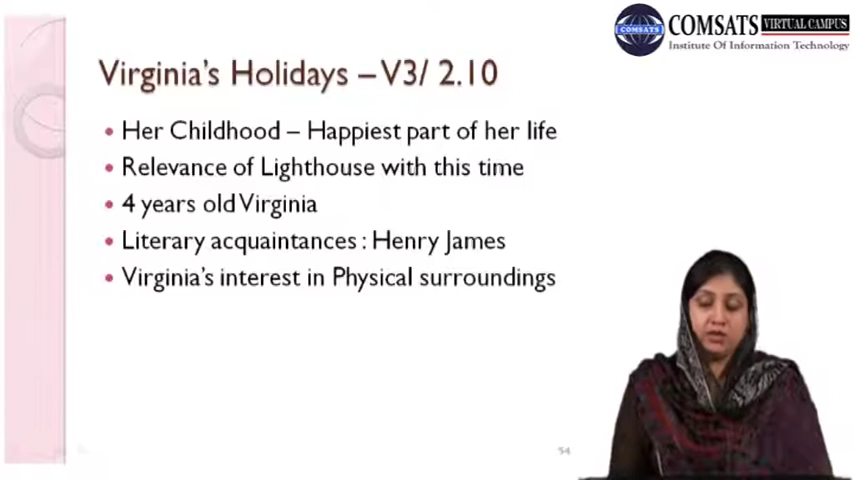 COMSATS VIRTUAL CAMPUS
COMSATS
Institute Of Information Technology
Virginia's Holidays – V3/ 2.10
• Her Childhood – Happiest part of her life
• Relevance of Lighthouse with this time
• 4 years old Virginia
• Literary acquaintances : Henry James
• Virginia's interest in Physical surroundings
54